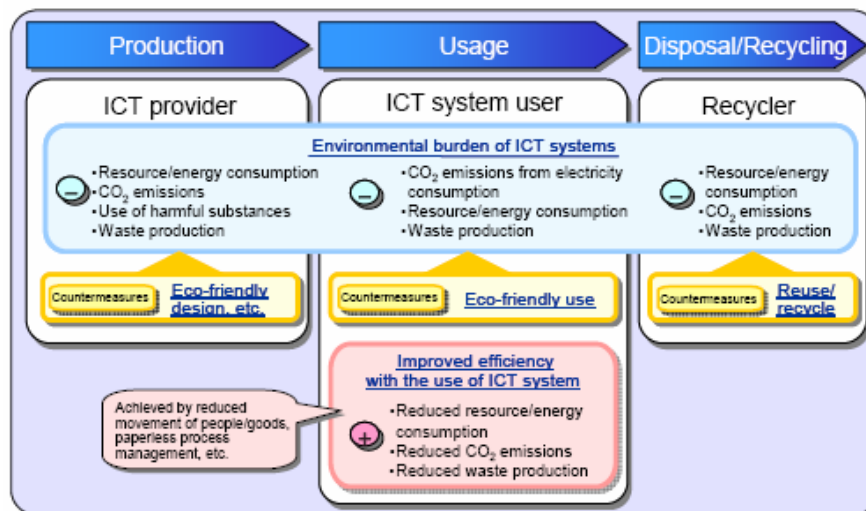 Production
Usage
Disposal/Recycling
ICT provider
ICT system user
Recycler
Environmental burden of ICT systems
−
•Resource/energy consumption
•CO₂ emissions
•Use of harmful substances
•Waste production
−
•CO₂ emissions from electricity
consumption
•Resource/energy consumption
•Waste production
−
•Resource/energy
consumption
•CO₂ emissions
•Waste production
Countermeasures
Eco-friendly
design, etc.
Countermeasures
Eco-friendly use
Countermeasures
Reuse/
recycle
Improved efficiency
with the use of ICT system
Achieved by reduced
movement of people/goods,
paperless process
management, etc.
+
•Reduced resource/energy
consumption
•Reduced CO₂ emissions
•Reduced waste production